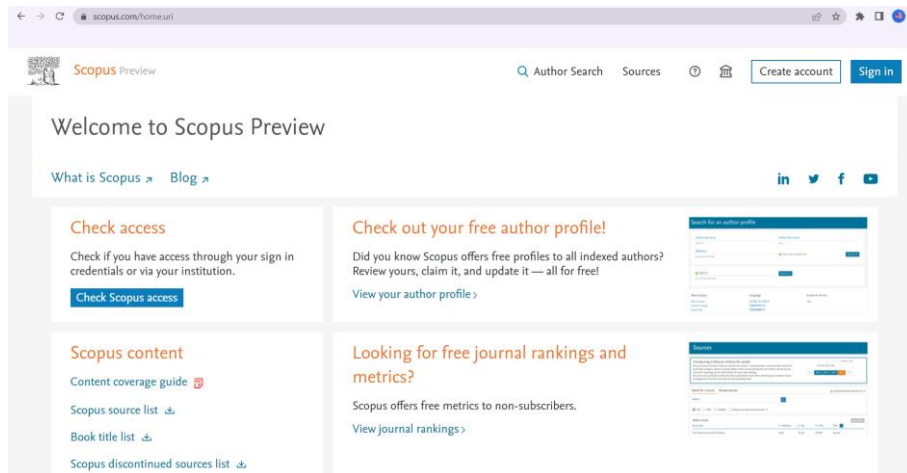 scopus.com/home.uri
Scopus Preview
Author Search Sources Create account Sign in
Welcome to Scopus Preview
What is Scopus Blog
Check access
Check if you have access through your sign in
credentials or via your institution.
Check Scopus access
Check out your free author profile!
Did you know Scopus offers free profiles to all indexed authors?
Review yours, claim it, and update it — all for free!
View your author profile
Search for an author profile
Scopus content
Content coverage guide
Scopus source list
Book title list
Scopus discontinued sources list
Looking for free journal rankings and
metrics?
Scopus offers free metrics to non-subscribers.
View journal rankings
Sources